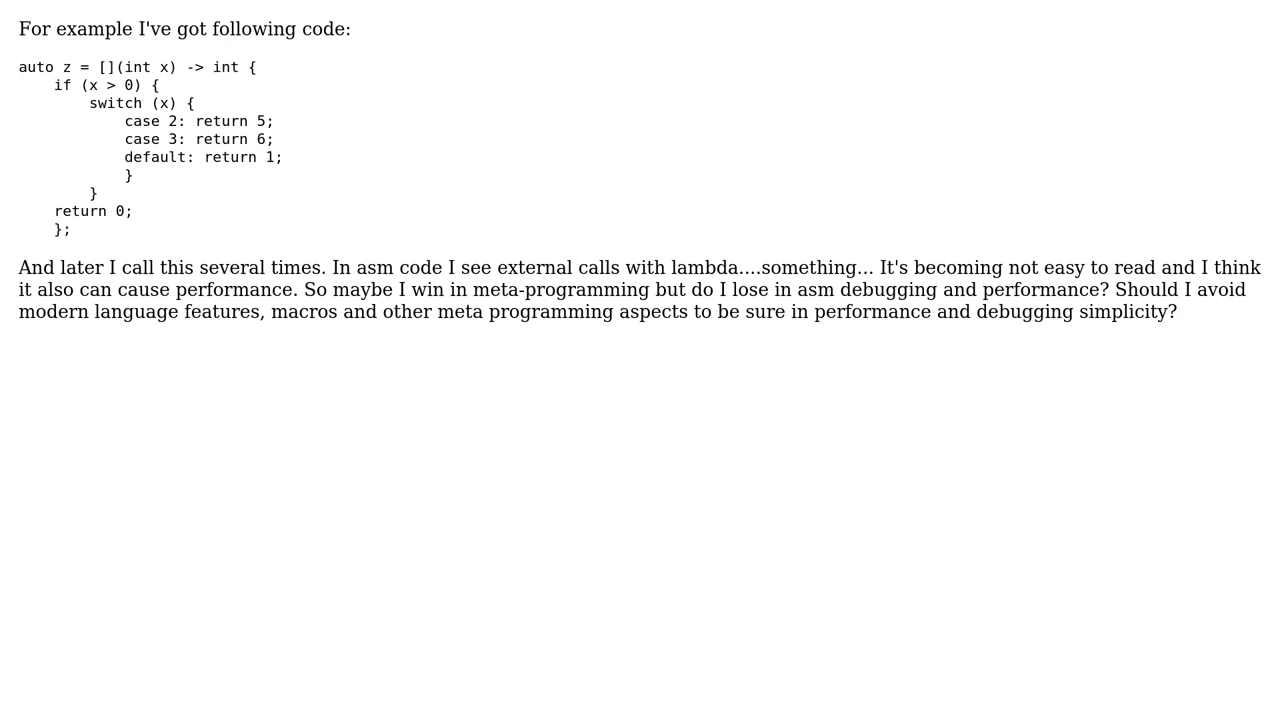 For example I've got following code:
auto z = [](int x) -> int {
    if (x > 0) {
        switch (x) {
            case 2: return 5;
            case 3: return 6;
            default: return 1;
            }
        }
    return 0;
    };
And later I call this several times. In asm code I see external calls with lambda....something... It's becoming not easy to read and I think
it also can cause performance. So maybe I win in meta-programming but do I lose in asm debugging and performance? Should I avoid
modern language features, macros and other meta programming aspects to be sure in performance and debugging simplicity?